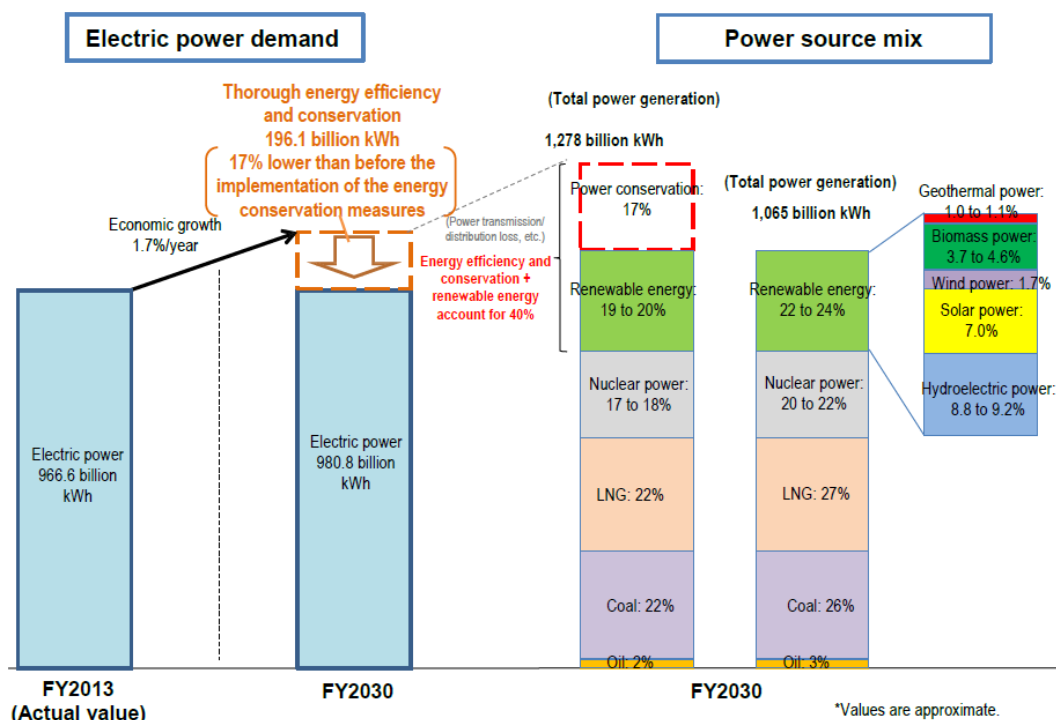 Electric power demand
Power source mix
Thorough energy efficiency
and conservation
196.1 billion kWh
17% lower than before the
implementation of the energy
conservation measures
Economic growth
1.7%/year
(Power transmission/
distribution loss, etc.)
Energy efficiency and
conservation +
renewable energy
account for 40%
Electric power
966.6 billion
kWh
Electric power
980.8 billion
kWh
FY2013
(Actual value)
FY2030
(Total power generation)
1,278 billion kWh
Power conservation:
17%
Renewable energy:
19 to 20%
Nuclear power:
17 to 18%
LNG: 22%
Coal: 22%
Oil: 2%
(Total power generation)
1,065 billion kWh
Renewable energy:
22 to 24%
Nuclear power:
20 to 22%
LNG: 27%
Coal: 26%
Oil: 3%
FY2030
Geothermal power:
1.0 to 1.1%
Biomass power:
3.7 to 4.6%
Wind power: 1.7%
Solar power:
7.0%
Hydroelectric power:
8.8 to 9.2%
*Values are approximate.